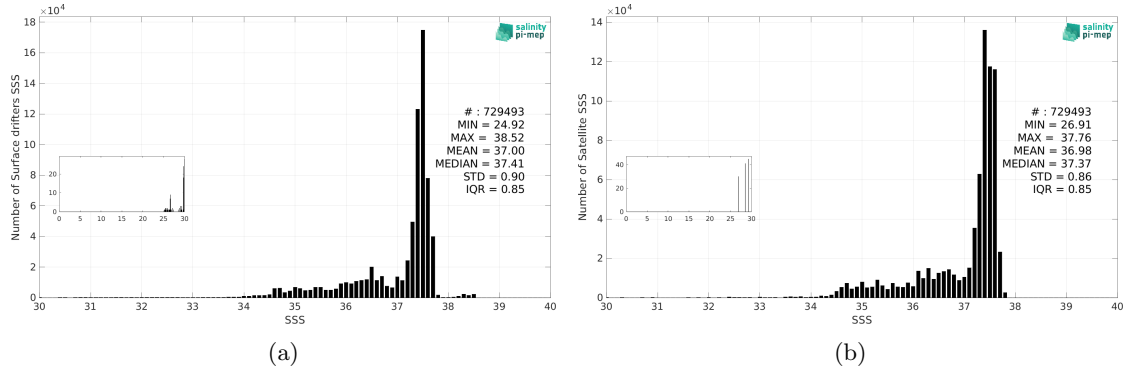 ×10⁴
18
16
14
12
10
8
6
4
2
0
Number of Surface drifters SSS
30 31 32 33 34 35 36 37 38 39 40
SSS
salinity
pi-mep
# : 729493
MIN = 24.92
MAX = 38.52
MEAN = 37.00
MEDIAN = 37.41
STD = 0.90
IQR = 0.85
20
10
0
0 5 10 15 20 25 30
(a)
×10⁴
14
12
10
8
6
4
2
0
Number of Satellite SSS
30 31 32 33 34 35 36 37 38 39 40
SSS
salinity
pi-mep
# : 729493
MIN = 26.91
MAX = 37.76
MEAN = 36.98
MEDIAN = 37.37
STD = 0.86
IQR = 0.85
40
20
0
0 5 10 15 20 25 30
(b)